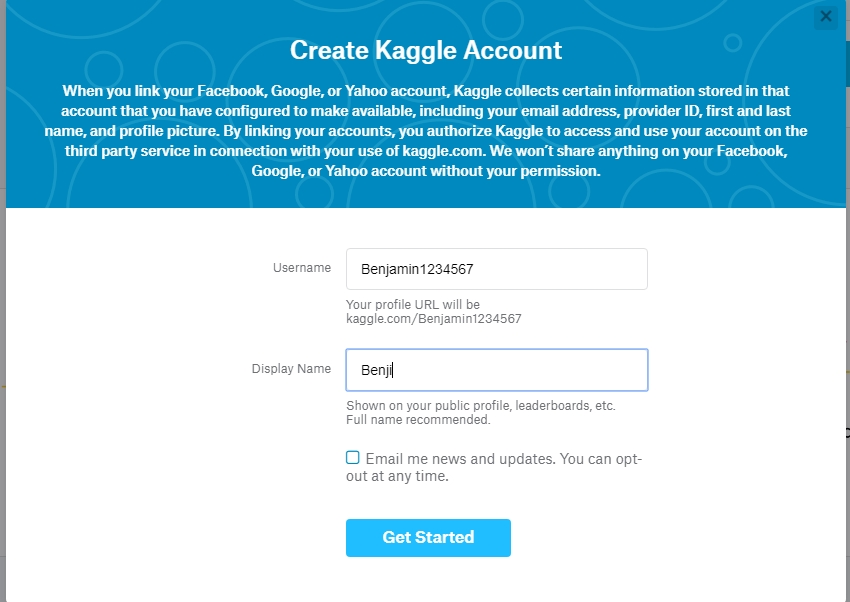 Create Kaggle Account
When you link your Facebook, Google, or Yahoo account, Kaggle collects certain information stored in that
account that you have configured to make available, including your email address, provider ID, first and last
name, and profile picture. By linking your accounts, you authorize Kaggle to access and use your account on the
third party service in connection with your use of kaggle.com. We won’t share anything on your Facebook,
Google, or Yahoo account without your permission.
Username
Benjamin1234567
Your profile URL will be
kaggle.com/Benjamin1234567
Display Name
Benji
Shown on your public profile, leaderboards, etc.
Full name recommended.
Email me news and updates. You can opt-
out at any time.
Get Started